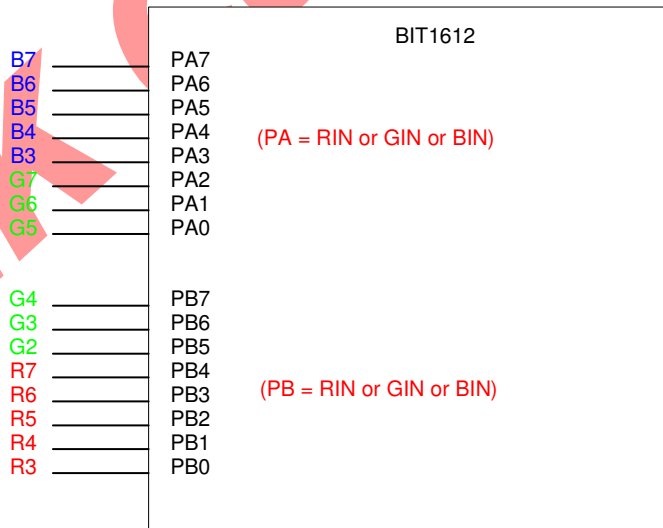 BIT1612
B7 PA7
B6 PA6
B5 PA5
B4 PA4 (PA = RIN or GIN or BIN)
B3 PA3
G7 PA2
G6 PA1
G5 PA0
G4 PB7
G3 PB6
G2 PB5
R7 PB4
R6 PB3 (PB = RIN or GIN or BIN)
R5 PB2
R4 PB1
R3 PB0